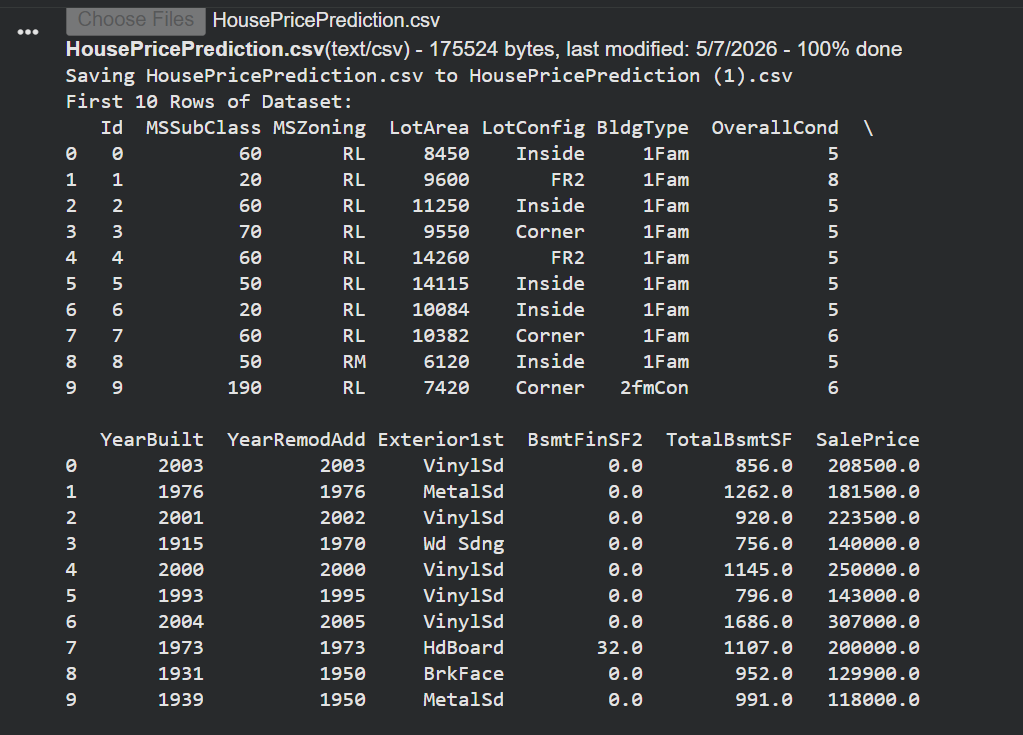 Choose Files HousePricePrediction.csv
HousePricePrediction.csv(text/csv) - 175524 bytes, last modified: 5/7/2026 - 100% done
Saving HousePricePrediction.csv to HousePricePrediction (1).csv
First 10 Rows of Dataset:
   Id  MSSubClass MSZoning  LotArea LotConfig BldgType  OverallCond  \
0   0          60       RL     8450    Inside     1Fam            5
1   1          20       RL     9600       FR2     1Fam            8
2   2          60       RL    11250    Inside     1Fam            5
3   3          70       RL     9550    Corner     1Fam            5
4   4          60       RL    14260       FR2     1Fam            5
5   5          50       RL    14115    Inside     1Fam            5
6   6          20       RL    10084    Inside     1Fam            5
7   7          60       RL    10382    Corner     1Fam            6
8   8          50       RM     6120    Inside     1Fam            5
9   9         190       RL     7420    Corner   2fmCon            6
   YearBuilt  YearRemodAdd Exterior1st  BsmtFinSF2  TotalBsmtSF  SalePrice
0       2003          2003     VinylSd         0.0        856.0   208500.0
1       1976          1976     MetalSd         0.0       1262.0   181500.0
2       2001          2002     VinylSd         0.0        920.0   223500.0
3       1915          1970     Wd Sdng         0.0        756.0   140000.0
4       2000          2000     VinylSd         0.0       1145.0   250000.0
5       1993          1995     VinylSd         0.0        796.0   143000.0
6       2004          2005     VinylSd         0.0       1686.0   307000.0
7       1973          1973     HdBoard        32.0       1107.0   200000.0
8       1931          1950     BrkFace         0.0        952.0   129900.0
9       1939          1950     MetalSd         0.0        991.0   118000.0